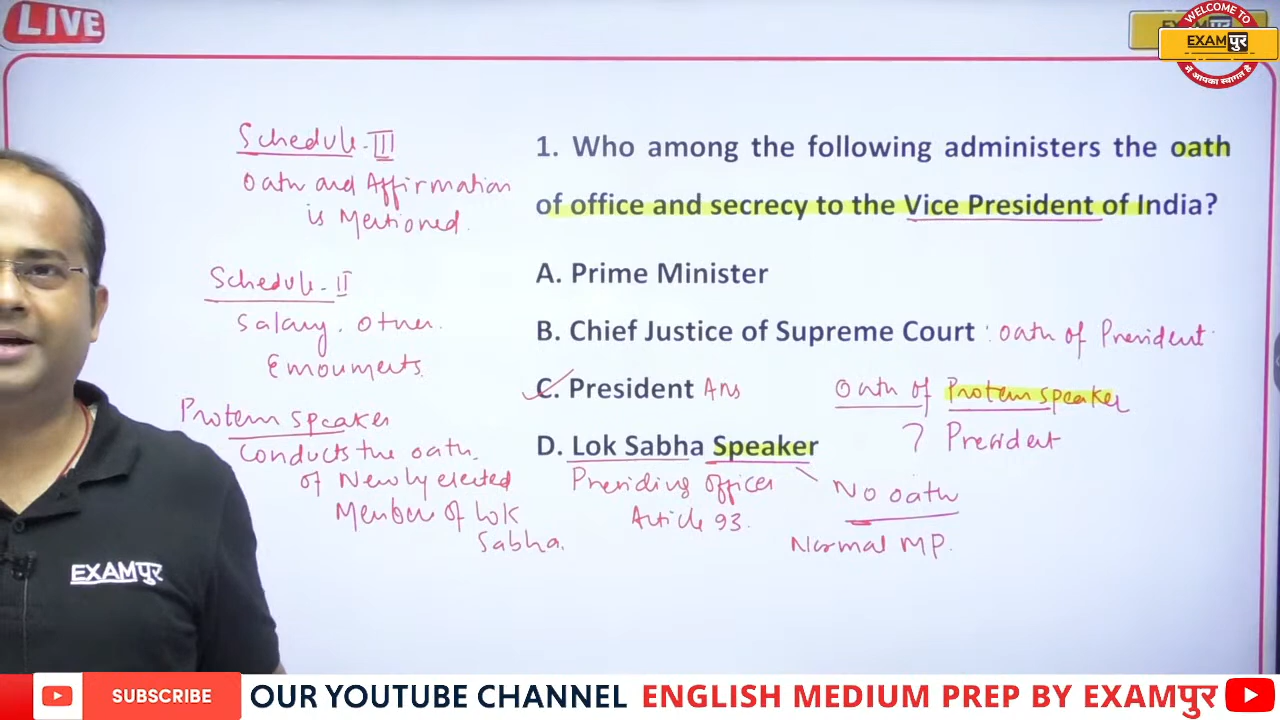 LIVE
WELCOME TO
EXAMपुर
EXAMपुर
में आपका स्वागत है
Schedule-III
Oath and Affirmation
is Mentioned.
Schedule-II
Salary, Other
Emouments.
Protem speaker
Conducts the oath
of Newly elected
Member of Lok
Sabha.
1. Who among the following administers the oath
of office and secrecy to the Vice President of India?
A. Prime Minister
B. Chief Justice of Supreme Court : Oath of President
C. President Ans
Oath of Protem speaker
? President
D. Lok Sabha Speaker
Presiding officer
Article 93.
No oath
Normal MP.
EXAMपुर
SUBSCRIBE OUR YOUTUBE CHANNEL ENGLISH MEDIUM PREP BY EXAMपुर